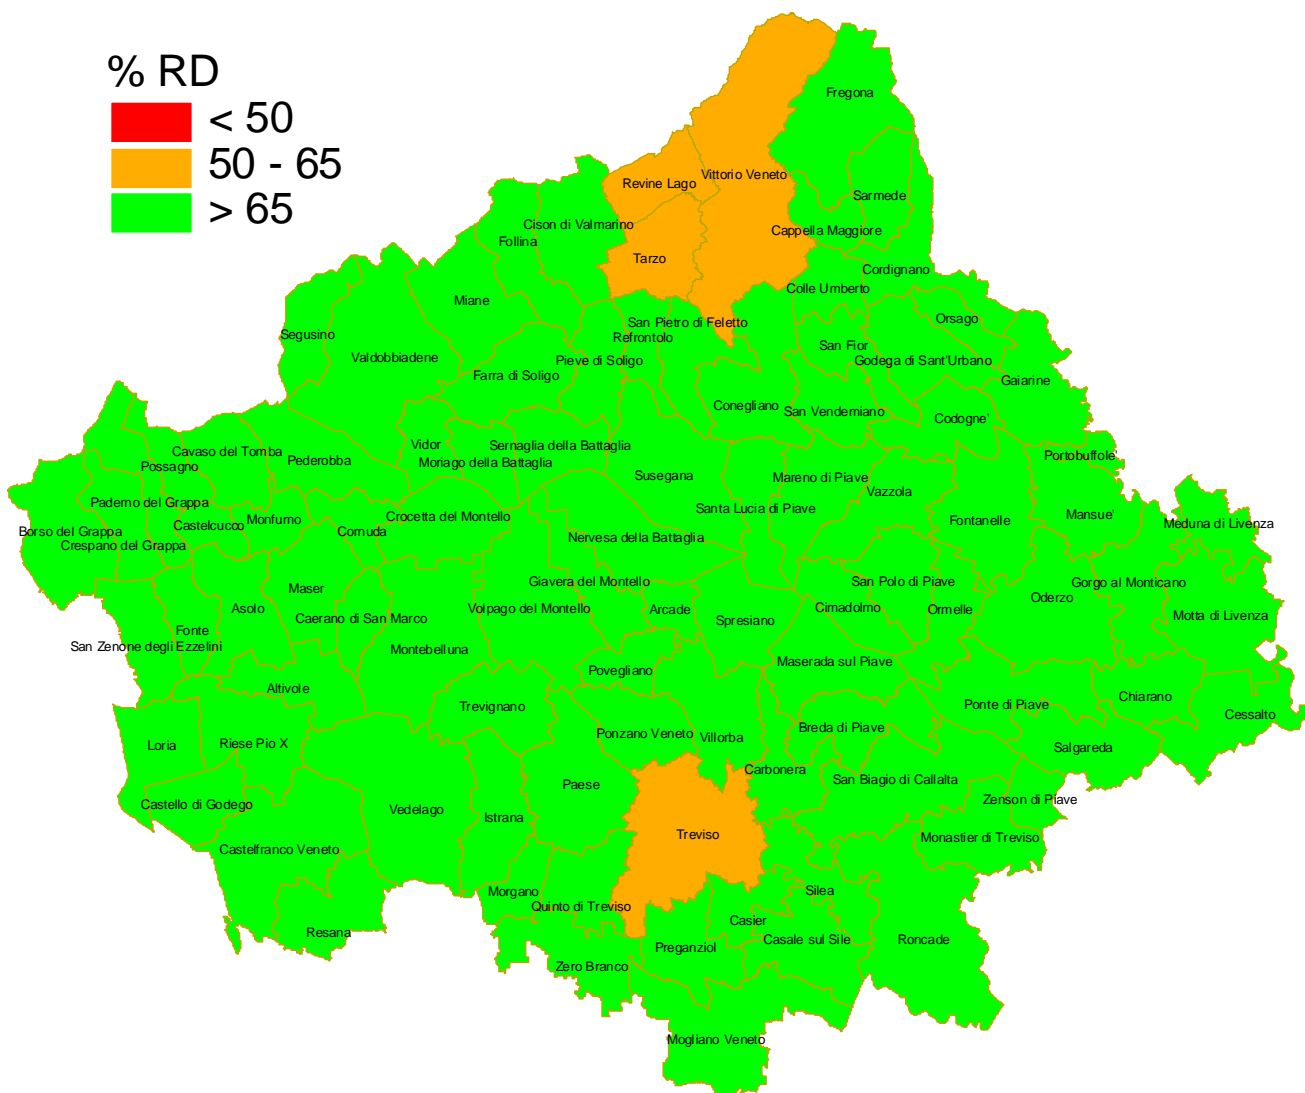 % RD
< 50
50 - 65
> 65
Fregona
Vittorio Veneto
Revine Lago
Sarmede
Cison di Valmarino
Cappella Maggiore
Follina
Tarzo
Cordignano
Colle Umberto
Miane
Orsago
San Pietro di Feletto
Segusino
Refrontolo
San Fior
Valdobbiadene
Pieve di Soligo
Godega di Sant'Urbano
Farra di Soligo
Gaiarine
Conegliano
San Vendemiano
Codogne'
Vidor
Sernaglia della Battaglia
Cavaso del Tomba
Portobuffole'
Pederobba
Moriago della Battaglia
Possagno
Susegana
Mareno di Piave
Vazzola
Paderno del Grappa
Santa Lucia di Piave
Mansue'
Crocetta del Montello
Monfumo
Fontanelle
Meduna di Livenza
Castelcucco
Borso del Grappa
Cornuda
Nervesa della Battaglia
Crespano del Grappa
Giavera del Montello
San Polo di Piave
Gorgo al Monticano
Maser
Oderzo
Asolo
Volpago del Montello
Arcade
Cimadolmo
Ormelle
Motta di Livenza
Caerano di San Marco
Spresiano
Fonte
San Zenone degli Ezzelini
Montebelluna
Maserada sul Piave
Povegliano
Altivole
Chiarano
Trevignano
Ponte di Piave
Cessalto
Breda di Piave
Ponzano Veneto
Villorba
Loria
Riese Pio X
Salgareda
Carbonera
San Biagio di Callalta
Paese
Zenson di Piave
Castello di Godego
Vedelago
Istrana
Treviso
Monastier di Treviso
Castelfranco Veneto
Morgano
Silea
Quinto di Treviso
Casier
Resana
Casale sul Sile
Roncade
Preganziol
Zero Branco
Mogliano Veneto